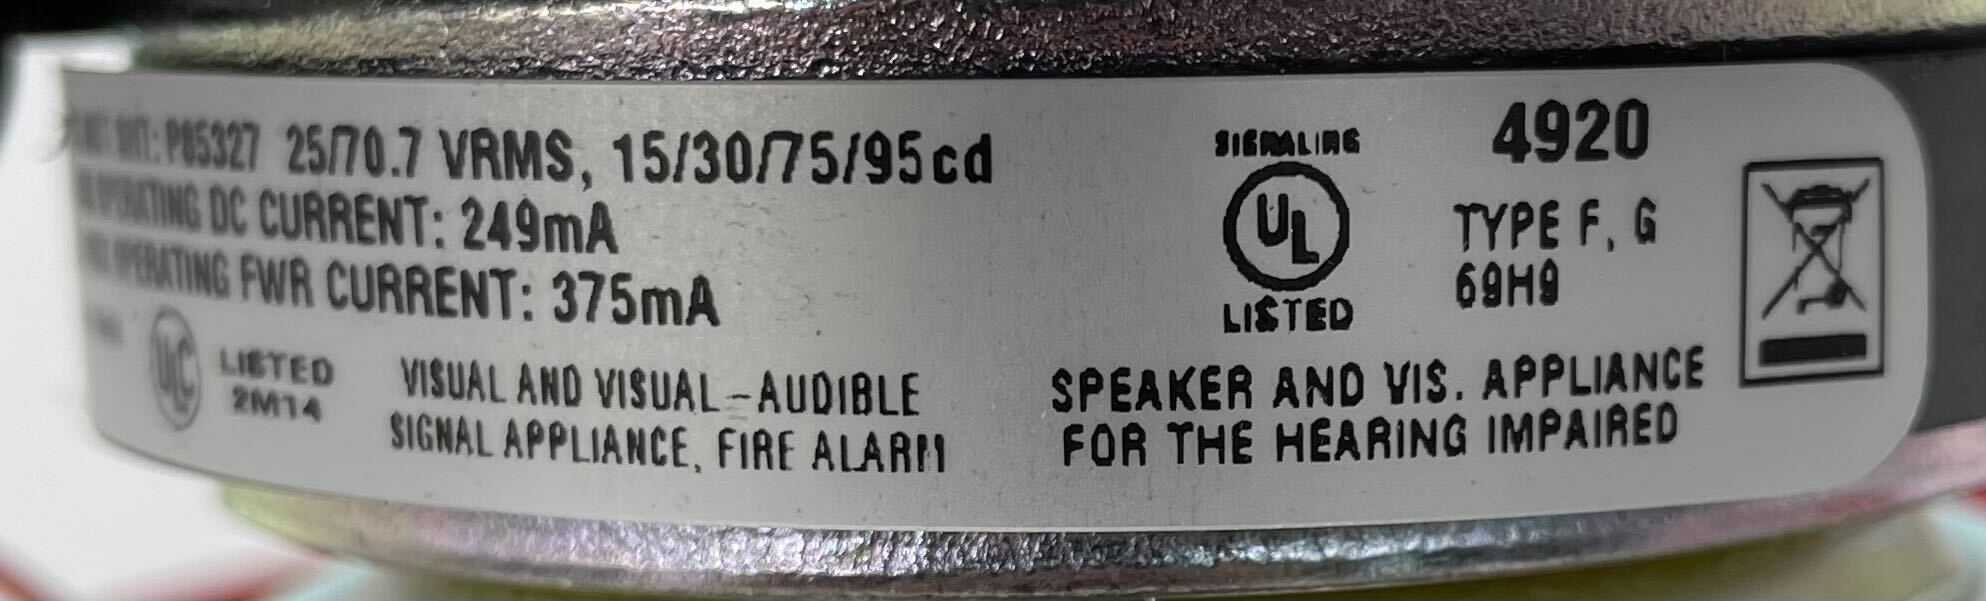 P85327 25/70.7 VRMS, 15/30/75/95cd
OPERATING DC CURRENT: 249mA
OPERATING FWR CURRENT: 375mA
ULC
LISTED
2M14
VISUAL AND VISUAL-AUDIBLE
SIGNAL APPLIANCE, FIRE ALARM
SIGNALING
UL
LISTED
4920
TYPE F, G
69H9
SPEAKER AND VIS. APPLIANCE
FOR THE HEARING IMPAIRED